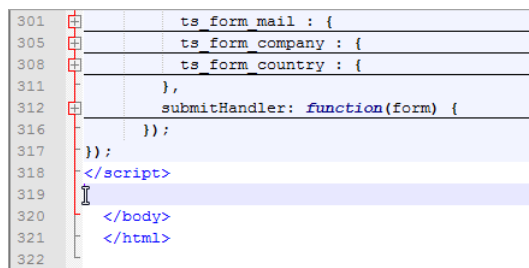 301 ts_form_mail : {
305 ts_form_company : {
308 ts_form_country : {
311 },
312 submitHandler: function(form) {
316 });
317 });
318 </script>
319
320 </body>
321 </html>
322